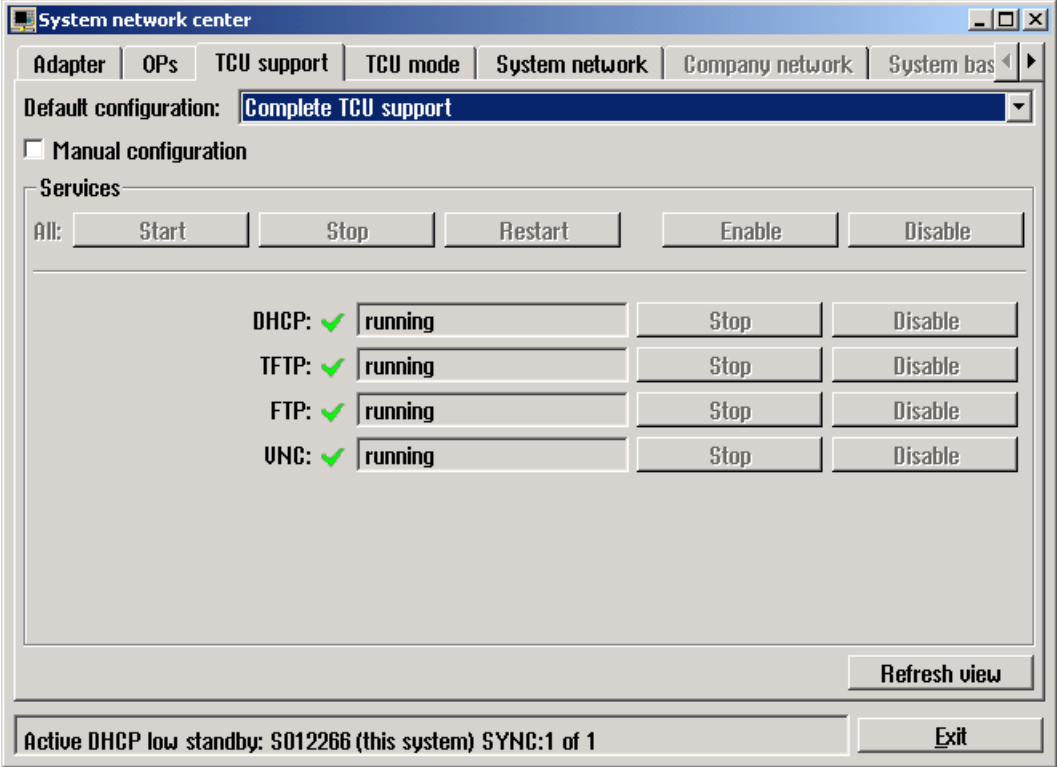 System network center
Adapter OPs TCU support TCU mode System network Company network System bas
Default configuration: Complete TCU support
Manual configuration
Services
All: Start Stop Restart Enable Disable
DHCP: running Stop Disable
TFTP: running Stop Disable
FTP: running Stop Disable
VNC: running Stop Disable
Refresh view
Active DHCP low standby: S012266 (this system) SYNC:1 of 1 Exit